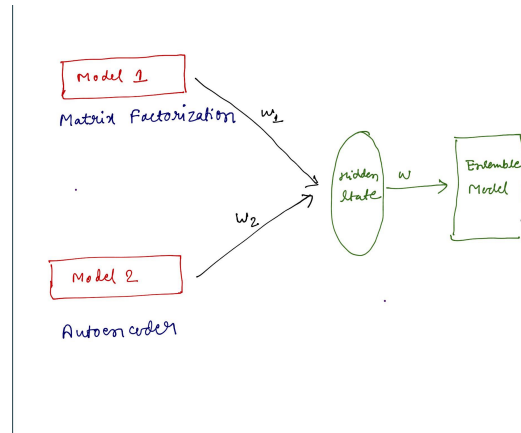 Model 1
Matrix Factorization
w1
Hidden
State
w
Ensemble
Model
w2
Model 2
Autoencoder